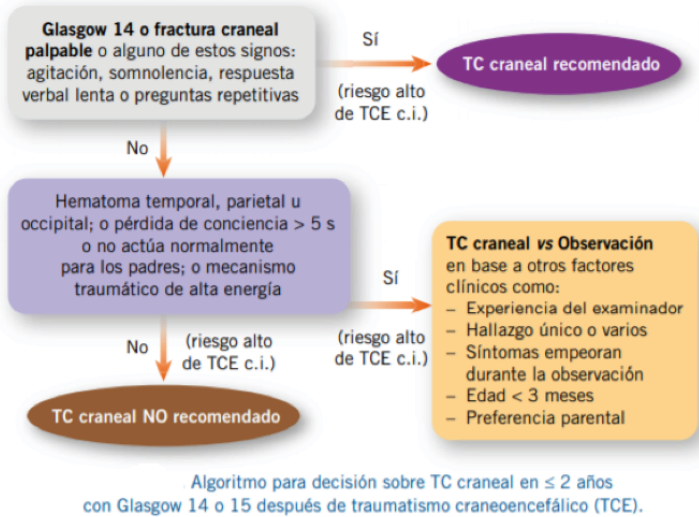 Glasgow 14 o fractura craneal
palpable o alguno de estos signos:
agitación, somnolencia, respuesta
verbal lenta o preguntas repetitivas
Sí
(riesgo alto
de TCE c.i.)
TC craneal recomendado
No
Hematoma temporal, parietal u
occipital; o pérdida de conciencia > 5 s
o no actúa normalmente
para los padres; o mecanismo
traumático de alta energía
Sí
(riesgo alto
de TCE c.i.)
TC craneal vs Observación
en base a otros factores
clínicos como:
– Experiencia del examinador
– Hallazgo único o varios
– Síntomas empeoran
durante la observación
– Edad < 3 meses
– Preferencia parental
No
(riesgo alto
de TCE c.i.)
TC craneal NO recomendado
Algoritmo para decisión sobre TC craneal en ≤ 2 años
con Glasgow 14 o 15 después de traumatismo craneoencefálico (TCE).